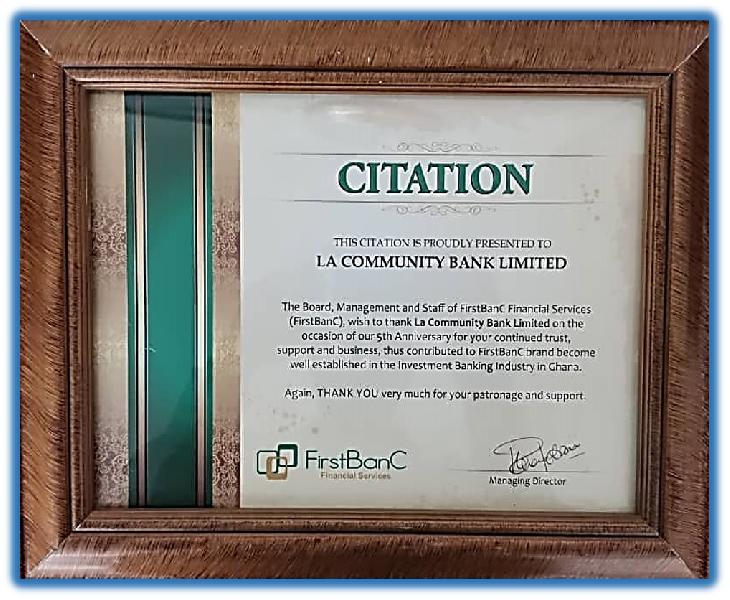 CITATION
THIS CITATION IS PROUDLY PRESENTED TO
LA COMMUNITY BANK LIMITED
The Board, Management and Staff of FirstBanC Financial Services
(FirstBanC), wish to thank La Community Bank Limited on the
occasion of our 5th Anniversary for your continued trust,
support and business, thus contributed to FirstBanC brand become
well established in the Investment Banking Industry in Ghana.
Again, THANK YOU very much for your patronage and support.
FirstBanC
Financial Services
Managing Director